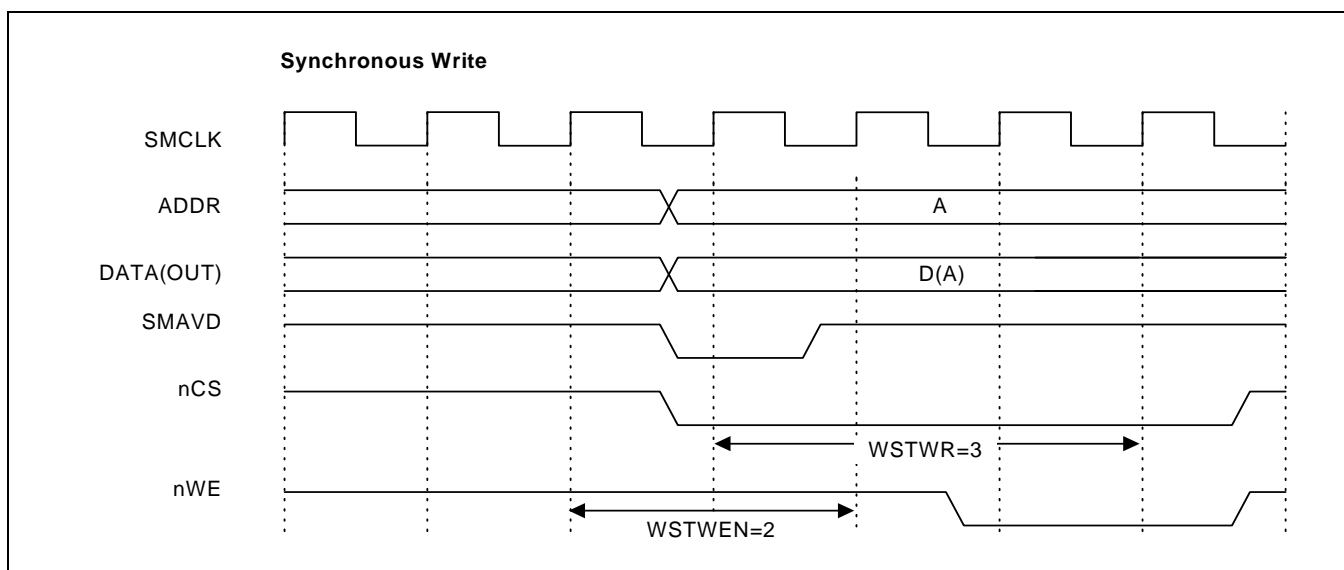 Synchronous Write
SMCLK
ADDR
A
DATA(OUT)
D(A)
SMAVD
nCS
WSTWR=3
nWE
WSTWEN=2